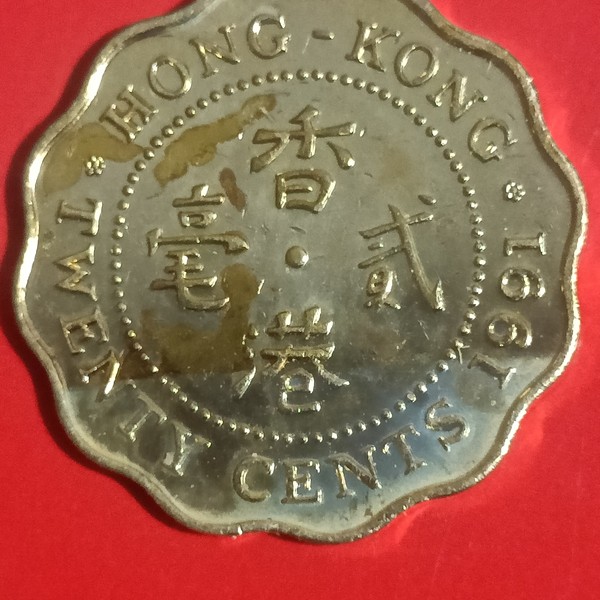 HONG-KONG
1991
TWENTY CENTS
香港
貳毫